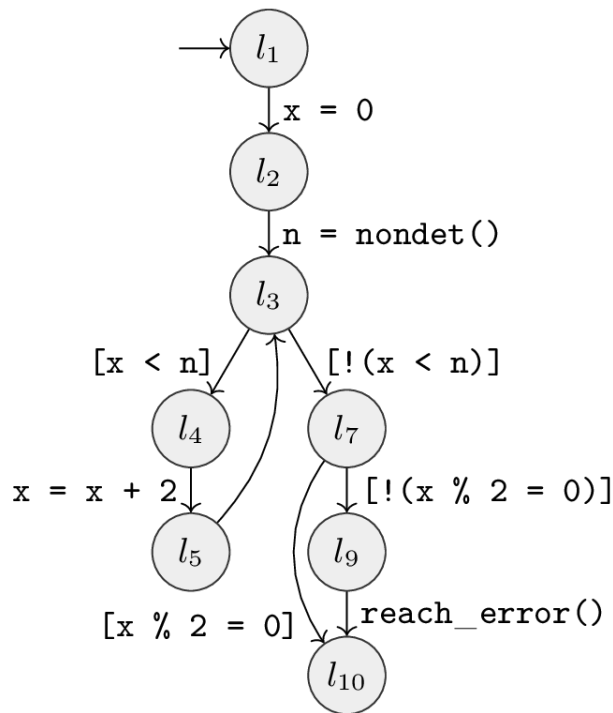 l1
x = 0
l2
n = nondet()
l3
[x < n]
[!(x < n)]
l4
l7
x = x + 2
[!(x % 2 = 0)]
l5
l9
[x % 2 = 0]
reach_error()
l10